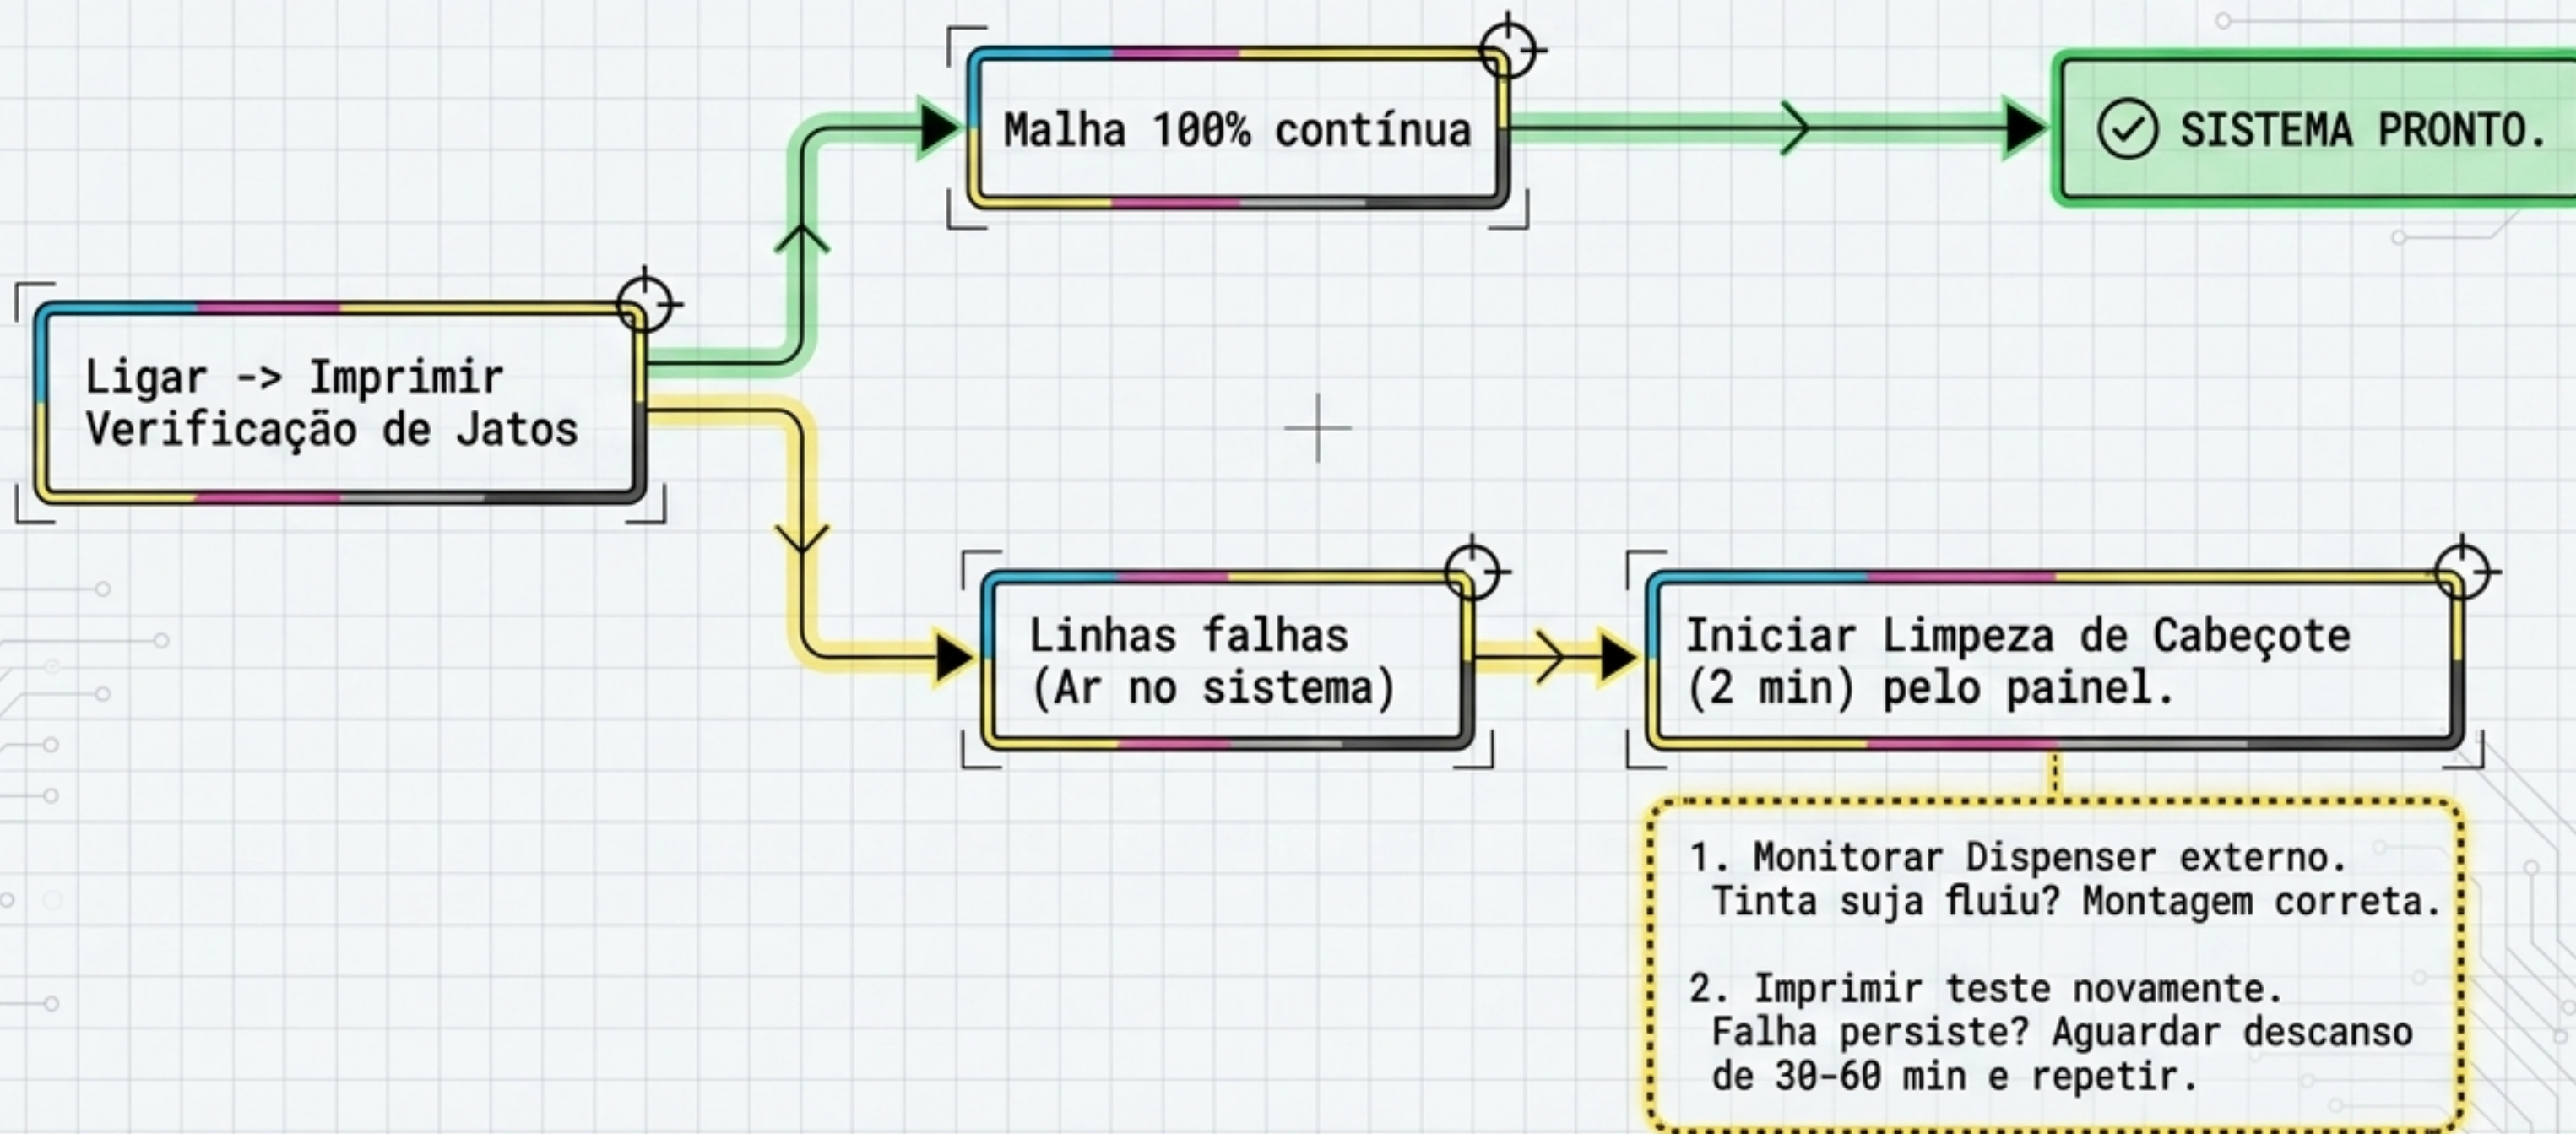 Malha 100% contínua
SISTEMA PRONTO.
Ligar -> Imprimir
Verificação de Jatos
Linhas falhas
(Ar no sistema)
Iniciar Limpeza de Cabeçote
(2 min) pelo painel.
1. Monitorar Dispenser externo.
Tinta suja fluiu? Montagem correta.
2. Imprimir teste novamente.
Falha persiste? Aguardar descanso
de 30-60 min e repetir.